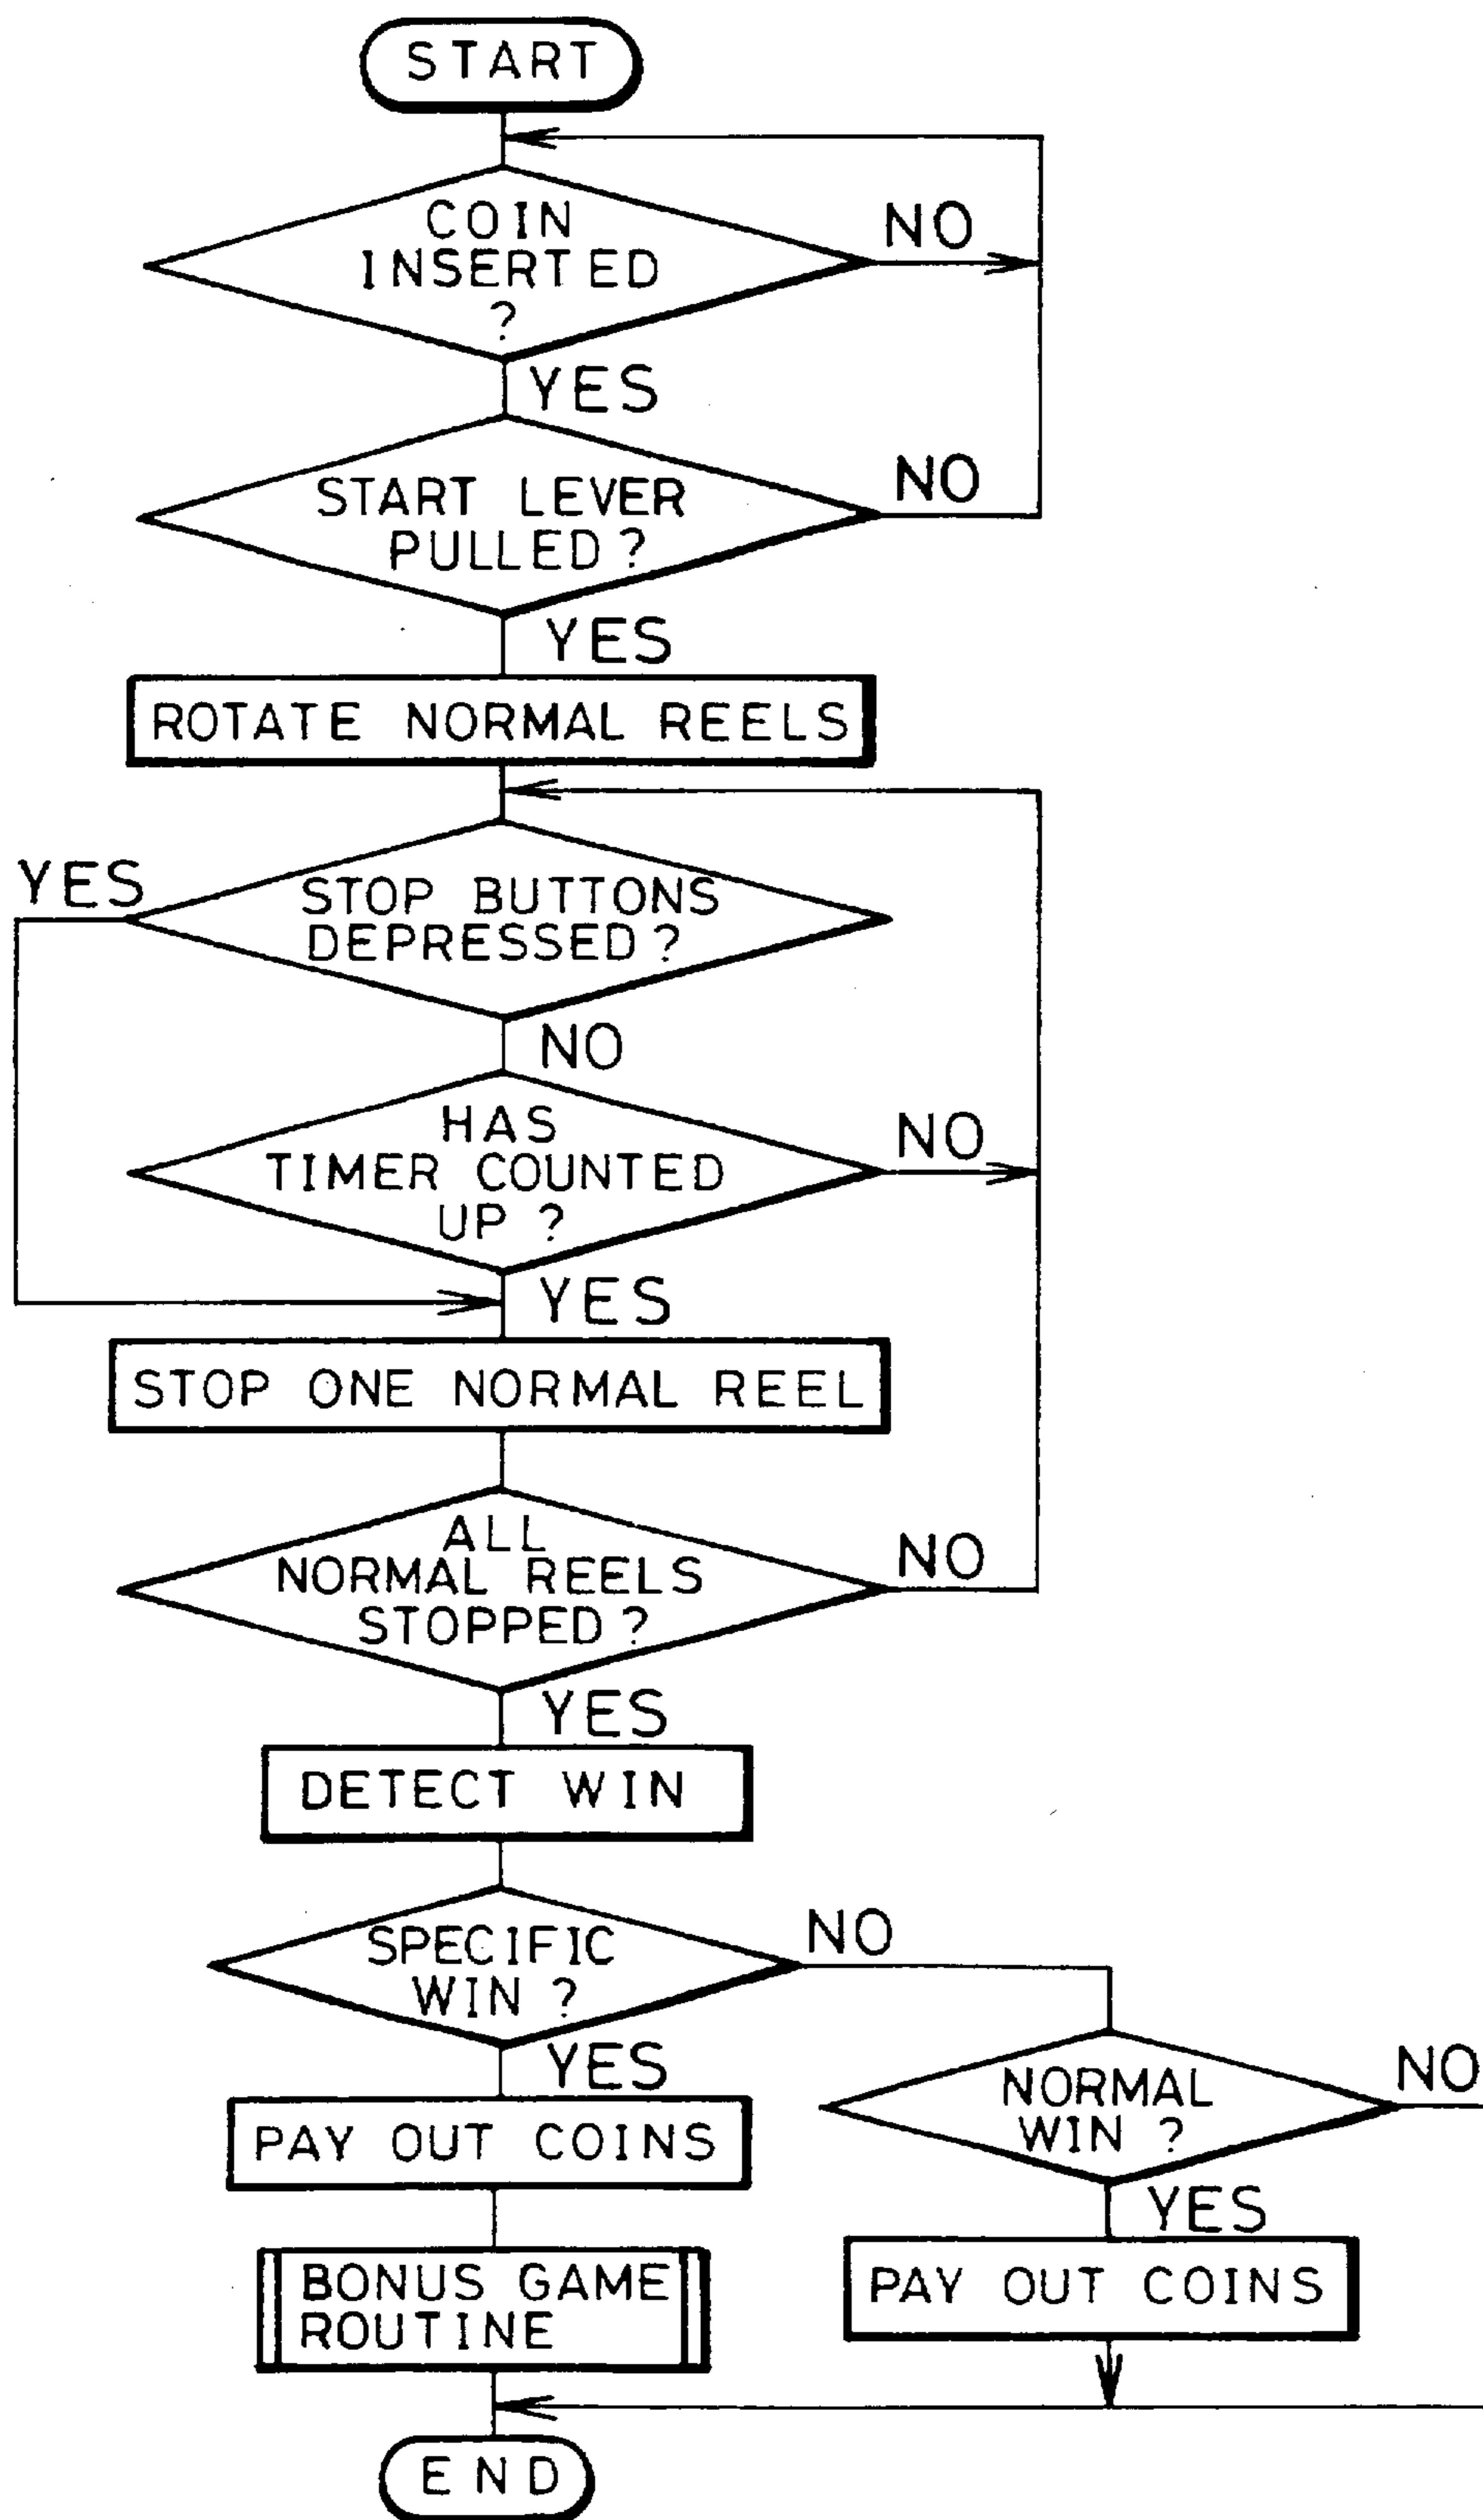 START
COIN
INSERTED
?
NO
YES
START LEVER
PULLED?
NO
YES
ROTATE NORMAL REELS
YES
STOP BUTTONS
DEPRESSED?
NO
HAS
TIMER COUNTED
UP ?
NO
YES
STOP ONE NORMAL REEL
ALL
NORMAL REELS
STOPPED?
NO
YES
DETECT WIN
SPECIFIC
WIN ?
NO
YES
NORMAL
WIN ?
NO
PAY OUT COINS
YES
BONUS GAME
ROUTINE
PAY OUT COINS
END